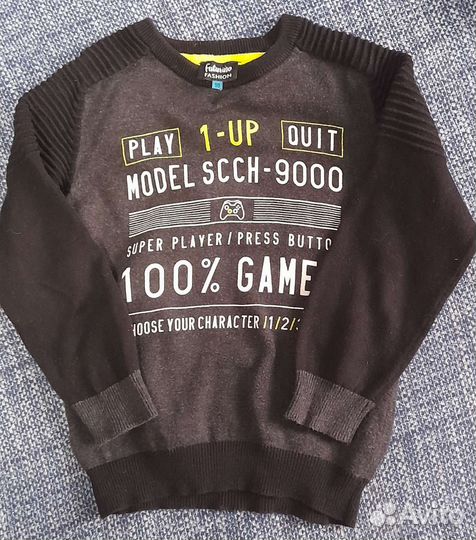 Futurino
FASHION
PLAY 1-UP QUIT
MODEL SCCH-9000
SUPER PLAYER/PRESS BUTTO
100% GAME
HOOSE YOUR CHARACTER /1/2/3
Avito